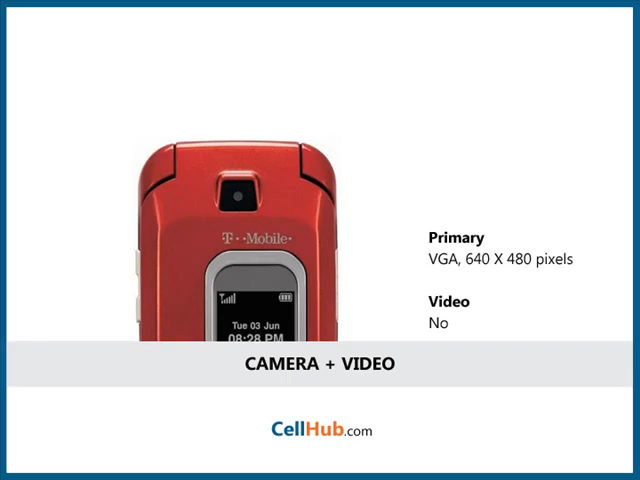 T··Mobile·
Tue 03 Jun
08:28 PM
Primary
VGA, 640 X 480 pixels
Video
No
CAMERA + VIDEO
CellHub.com